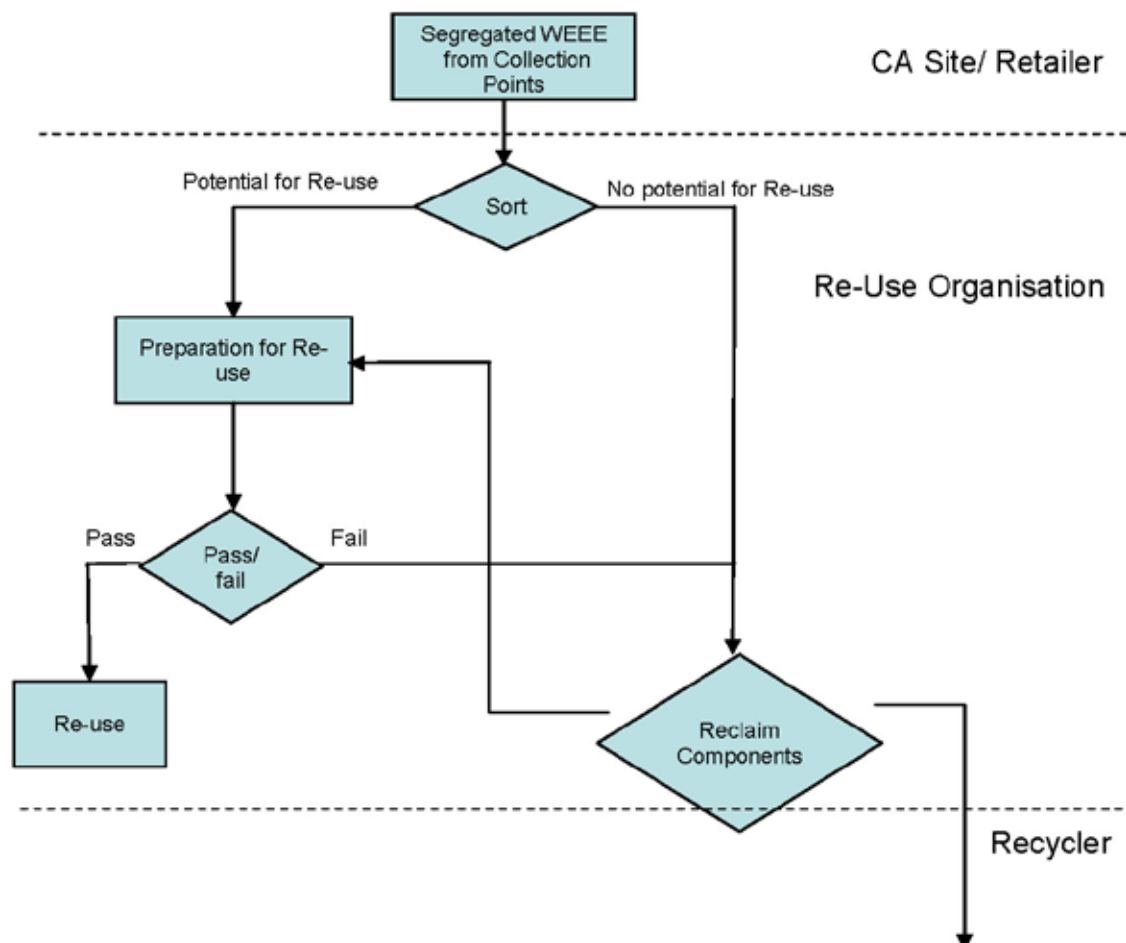 Segregated WEEE
from Collection
Points
CA Site/ Retailer
Potential for Re-use
No potential for Re-use
Sort
Re-Use Organisation
Preparation for Re-
use
Pass
Fail
Pass/
fail
Re-use
Reclaim
Components
Recycler